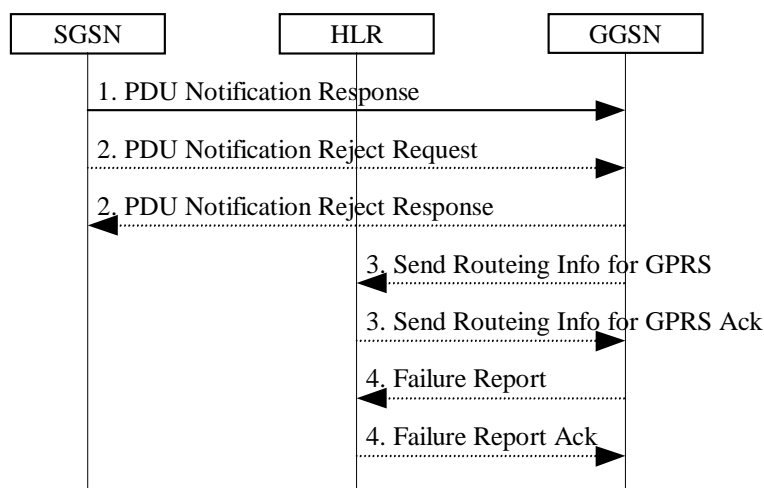 SGSN
HLR
GGSN
1. PDU Notification Response
2. PDU Notification Reject Request
2. PDU Notification Reject Response
3. Send Routeing Info for GPRS
3. Send Routeing Info for GPRS Ack
4. Failure Report
4. Failure Report Ack